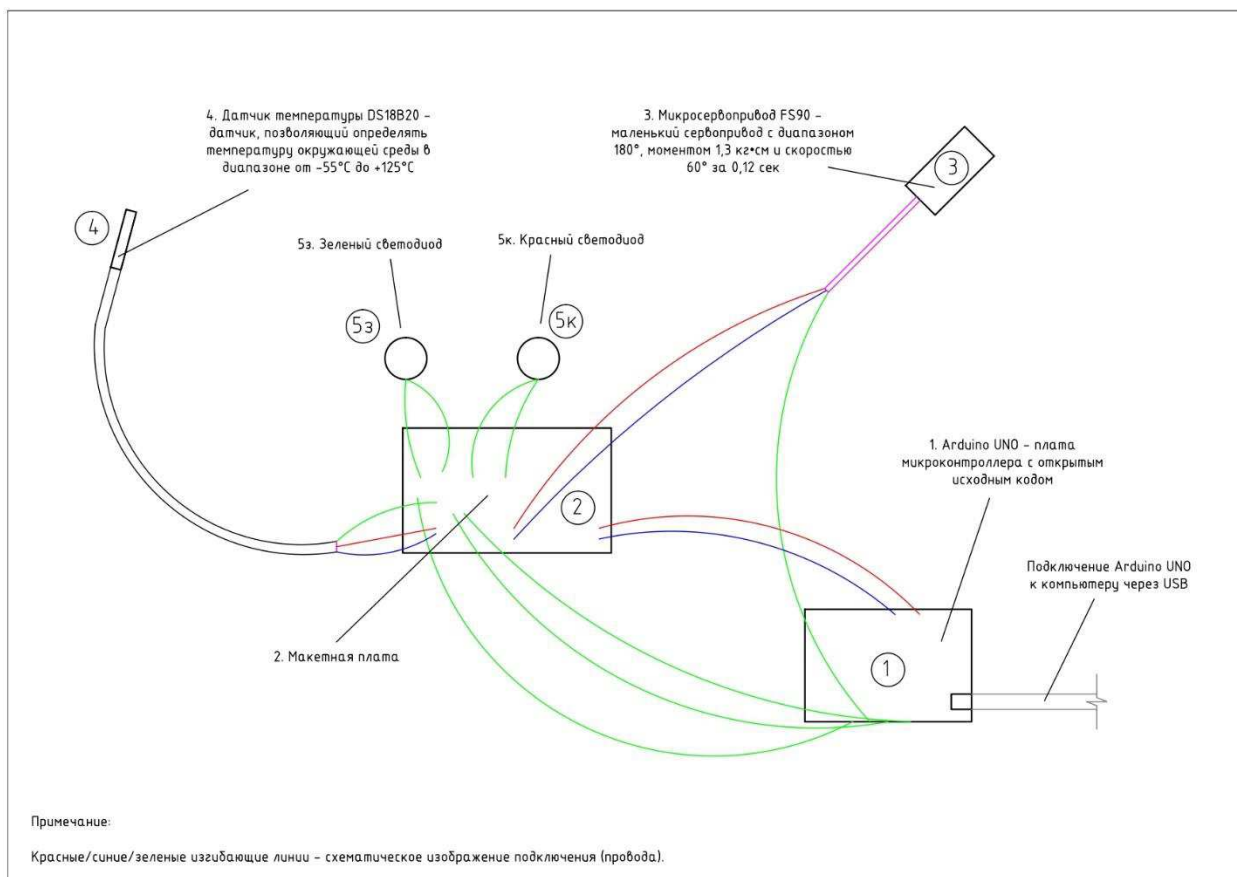 4. Датчик температуры DS18B20 –
датчик, позволяющий определять
температуру окружающей среды в
диапазоне от -55°C до +125°C
3. Микросервопривод FS90 –
маленький сервопривод с диапазоном
180°, моментом 1,3 кг•см и скоростью
60° за 0,12 сек
3
4
5з. Зеленый светодиод
5к. Красный светодиод
5з
5к
1. Arduino UNO – плата
микроконтроллера с открытым
исходным кодом
2
Подключение Arduino UNO
к компьютеру через USB
2. Макетная плата
1
Примечание:
Красные/синие/зеленые изгибающие линии – схематическое изображение подключения (провода).